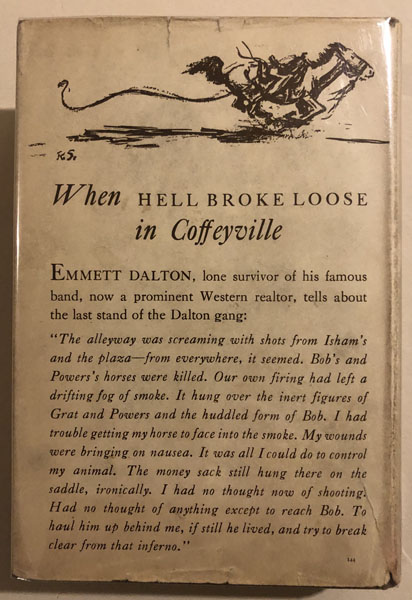 R.S.
When HELL BROKE LOOSE
in Coffeyville
EMMETT DALTON, lone survivor of his famous
band, now a prominent Western realtor, tells about
the last stand of the Dalton gang:
"The alleyway was screaming with shots from Isham's
and the plaza—from everywhere, it seemed. Bob's and
Powers's horses were killed. Our own firing had left a
drifting fog of smoke. It hung over the inert figures of
Grat and Powers and the huddled form of Bob. I had
trouble getting my horse to face into the smoke. My wounds
were bringing on nausea. It was all I could do to control
my animal. The money sack still hung there on the
saddle, ironically. I had no thought now of shooting.
Had no thought of anything except to reach Bob. To
haul him up behind me, if still he lived, and try to break
clear from that inferno."